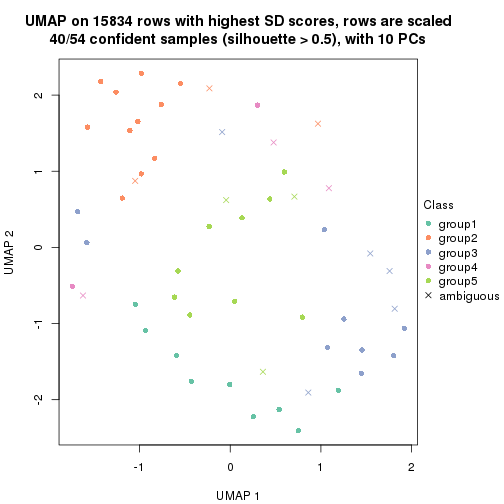 UMAP on 15834 rows with highest SD scores, rows are scaled
40/54 confident samples (silhouette > 0.5), with 10 PCs
2
1
0
-1
-2
UMAP 2
-1
0
1
2
UMAP 1
Class
group1
group2
group3
group4
group5
ambiguous